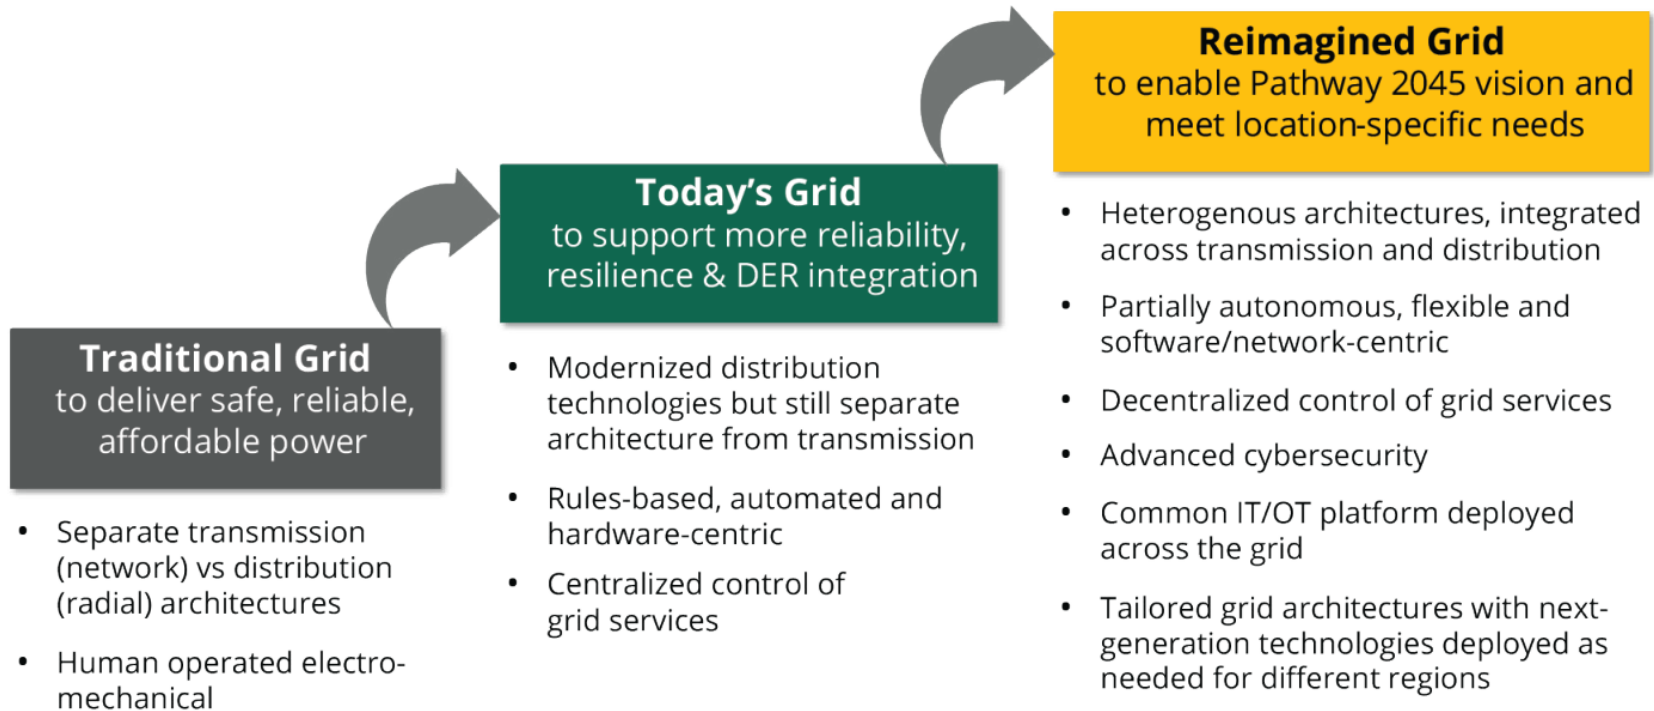 Traditional Grid
to deliver safe, reliable,
affordable power
• Separate transmission
(network) vs distribution
(radial) architectures
• Human operated electro-
mechanical
Today’s Grid
to support more reliability,
resilience & DER integration
• Modernized distribution
technologies but still separate
architecture from transmission
• Rules-based, automated and
hardware-centric
• Centralized control of
grid services
Reimagined Grid
to enable Pathway 2045 vision and
meet location-specific needs
• Heterogenous architectures, integrated
across transmission and distribution
• Partially autonomous, flexible and
software/network-centric
• Decentralized control of grid services
• Advanced cybersecurity
• Common IT/OT platform deployed
across the grid
• Tailored grid architectures with next-
generation technologies deployed as
needed for different regions